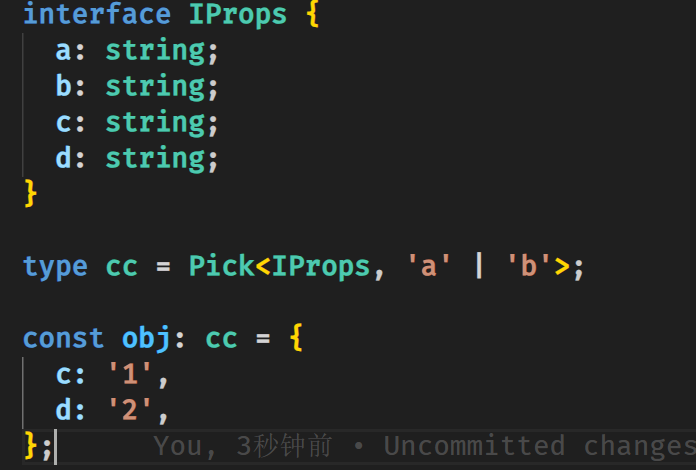 interface IProps {
  a: string;
  b: string;
  c: string;
  d: string;
}
type cc = Pick<IProps, 'a' | 'b'>;
const obj: cc = {
  c: '1',
  d: '2',
}; You, 3秒钟前 • Uncommitted changes